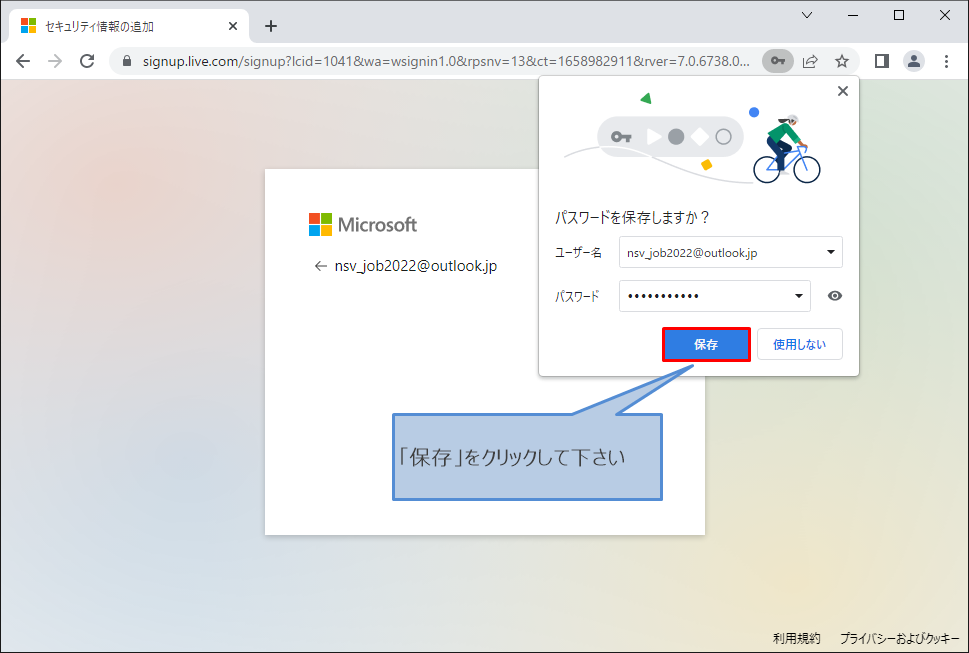 セキュリティ情報の追加
signup.live.com/signup?lcid=1041&wa=wsignin1.0&rpsnv=13&ct=1658982911&rver=7.0.6738.0...
Microsoft
← nsv_job2022@outlook.jp
パスワードを保存しますか？
ユーザー名 nsv_job2022@outlook.jp
パスワード •••••••••••
保存 使用しない
「保存」をクリックして下さい
利用規約 プライバシーおよびクッキー